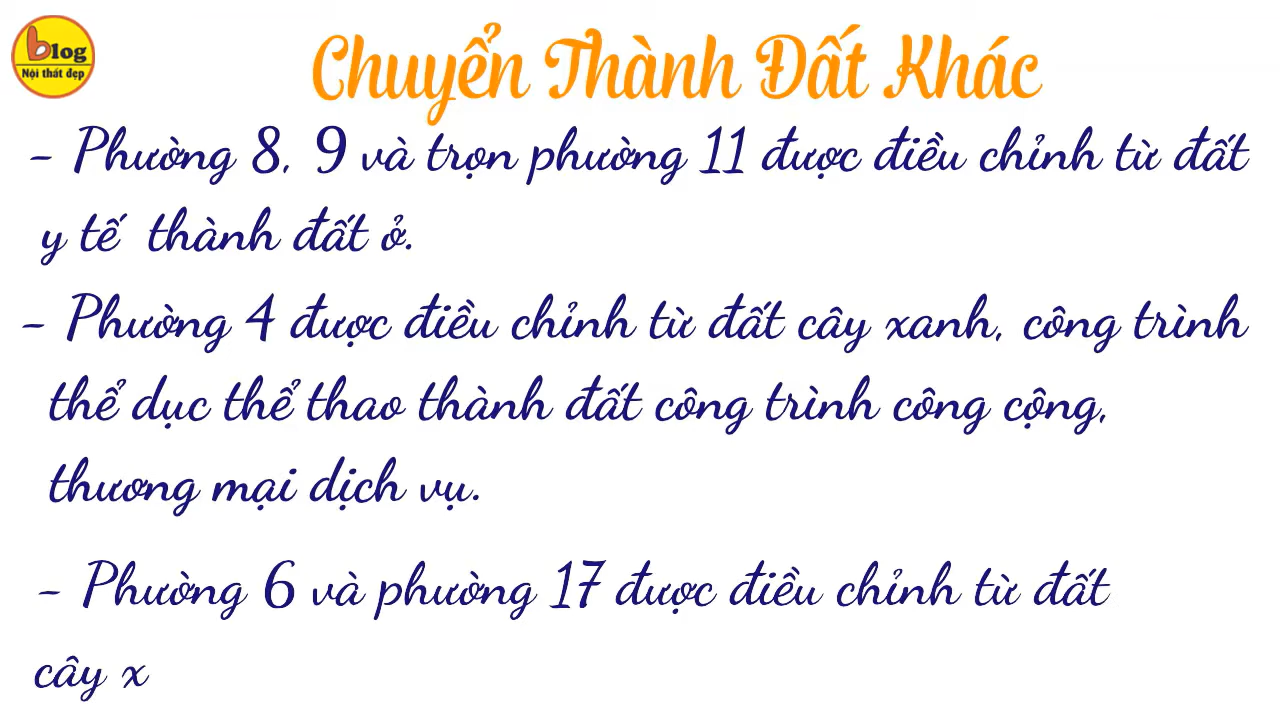 blog
Nội thất đẹp
Chuyển Thành Đất Khác
- Phường 8, 9 và trọn phường 11 được điều chỉnh từ đất
y tế thành đất ở.
- Phường 4 được điều chỉnh từ đất cây xanh, công trình
thể dục thể thao thành đất công trình công cộng,
thương mại dịch vụ.
- Phường 6 và phường 17 được điều chỉnh từ đất
cây x